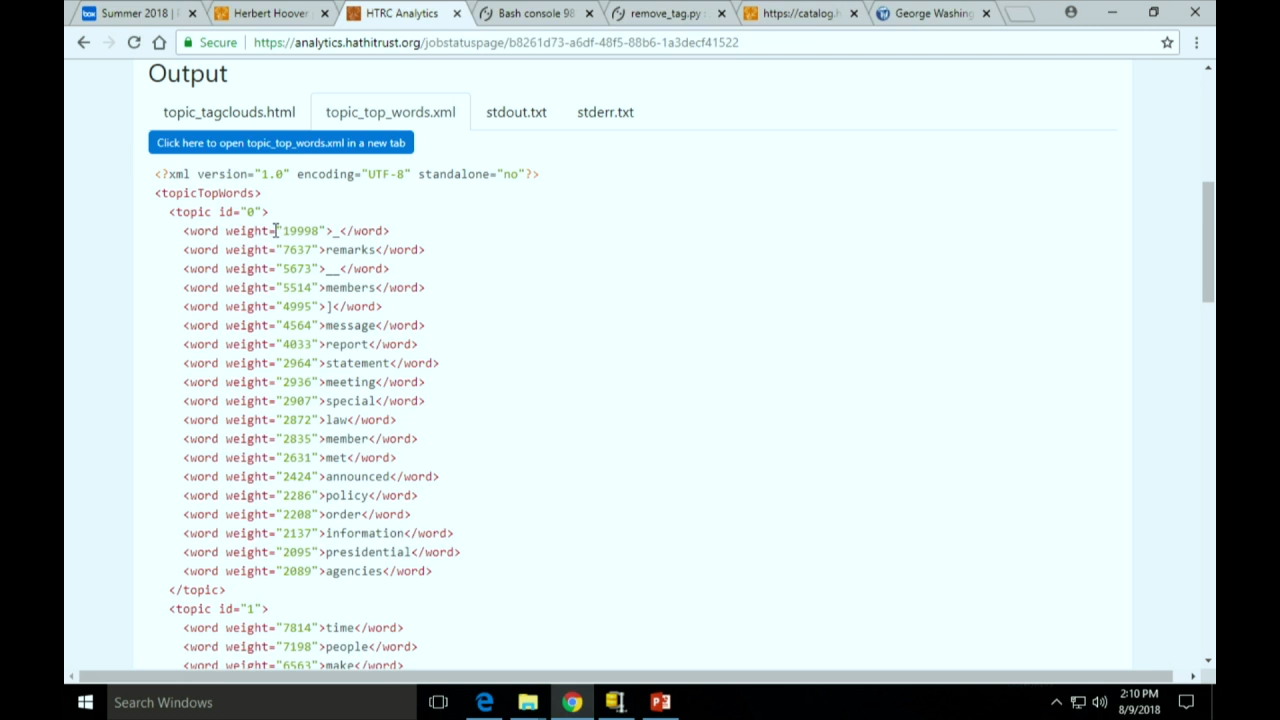 Summer 2018 |
Herbert Hoover
HTRC Analytics
Bash console 98
remove_tag.py
https://catalog.h
George Washing
Secure
https://analytics.hathitrust.org/jobstatuspage/b8261d73-a6df-48f5-88b6-1a3decf41522
Output
topic_tagclouds.html topic_top_words.xml stdout.txt stderr.txt
Click here to open topic_top_words.xml in a new tab
<?xml version="1.0" encoding="UTF-8" standalone="no"?>
<topicTopWords>
<topic id="0">
<word weight="19998">_</word>
<word weight="7637">remarks</word>
<word weight="5673">__</word>
<word weight="5514">members</word>
<word weight="4995">]</word>
<word weight="4564">message</word>
<word weight="4033">report</word>
<word weight="2964">statement</word>
<word weight="2936">meeting</word>
<word weight="2907">special</word>
<word weight="2872">law</word>
<word weight="2835">member</word>
<word weight="2631">met</word>
<word weight="2424">announced</word>
<word weight="2286">policy</word>
<word weight="2208">order</word>
<word weight="2137">information</word>
<word weight="2095">presidential</word>
<word weight="2089">agencies</word>
</topic>
<topic id="1">
<word weight="7814">time</word>
<word weight="7198">people</word>
<word weight="6563">make</word>
Search Windows
2:10 PM
8/9/2018